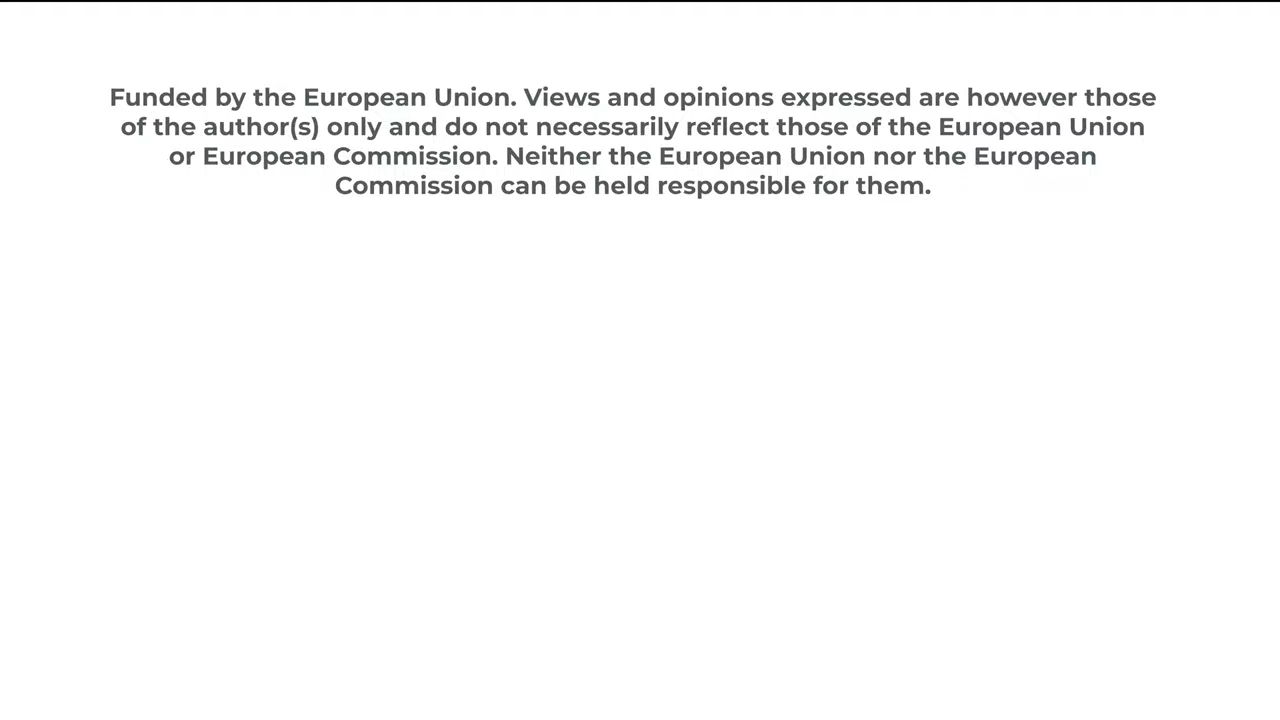 Funded by the European Union. Views and opinions expressed are however those
of the author(s) only and do not necessarily reflect those of the European Union
or European Commission. Neither the European Union nor the European
Commission can be held responsible for them.